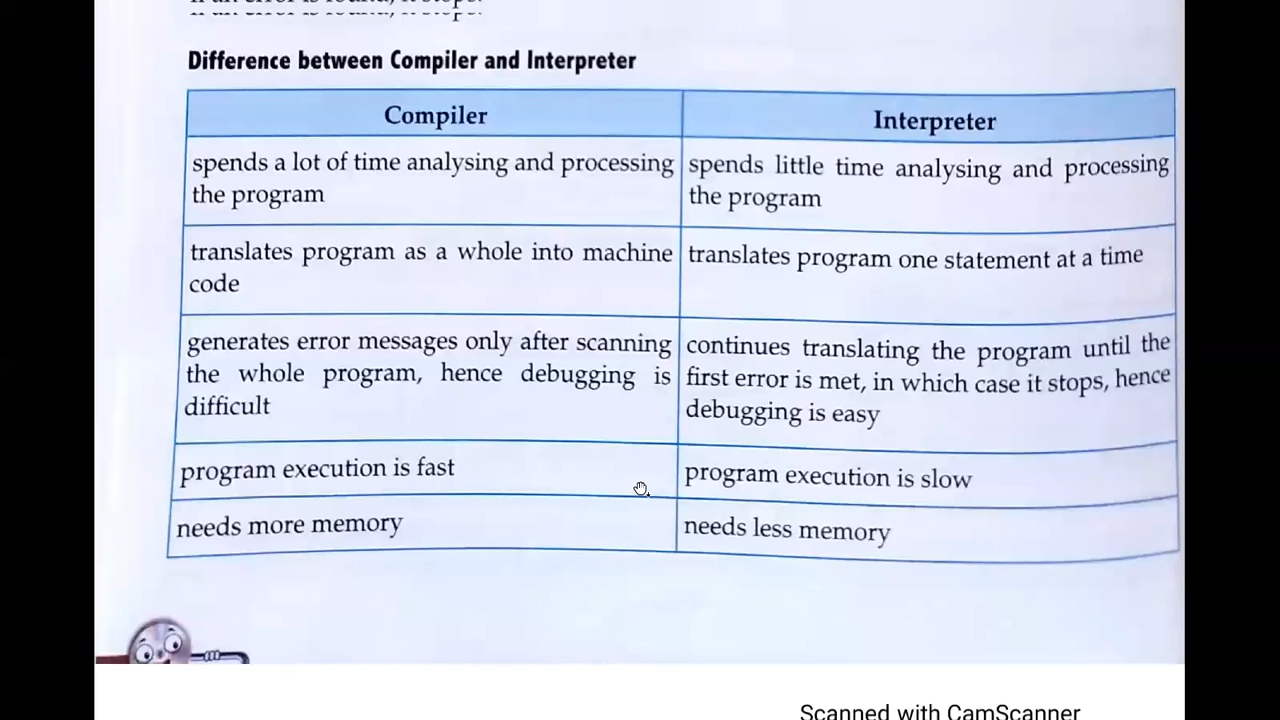 Difference between Compiler and Interpreter
Compiler
Interpreter
spends a lot of time analysing and processing
the program
spends little time analysing and processing
the program
translates program as a whole into machine
code
translates program one statement at a time
generates error messages only after scanning
the whole program, hence debugging is
difficult
continues translating the program until the
first error is met, in which case it stops, hence
debugging is easy
program execution is fast
program execution is slow
needs more memory
needs less memory
Scanned with CamScanner